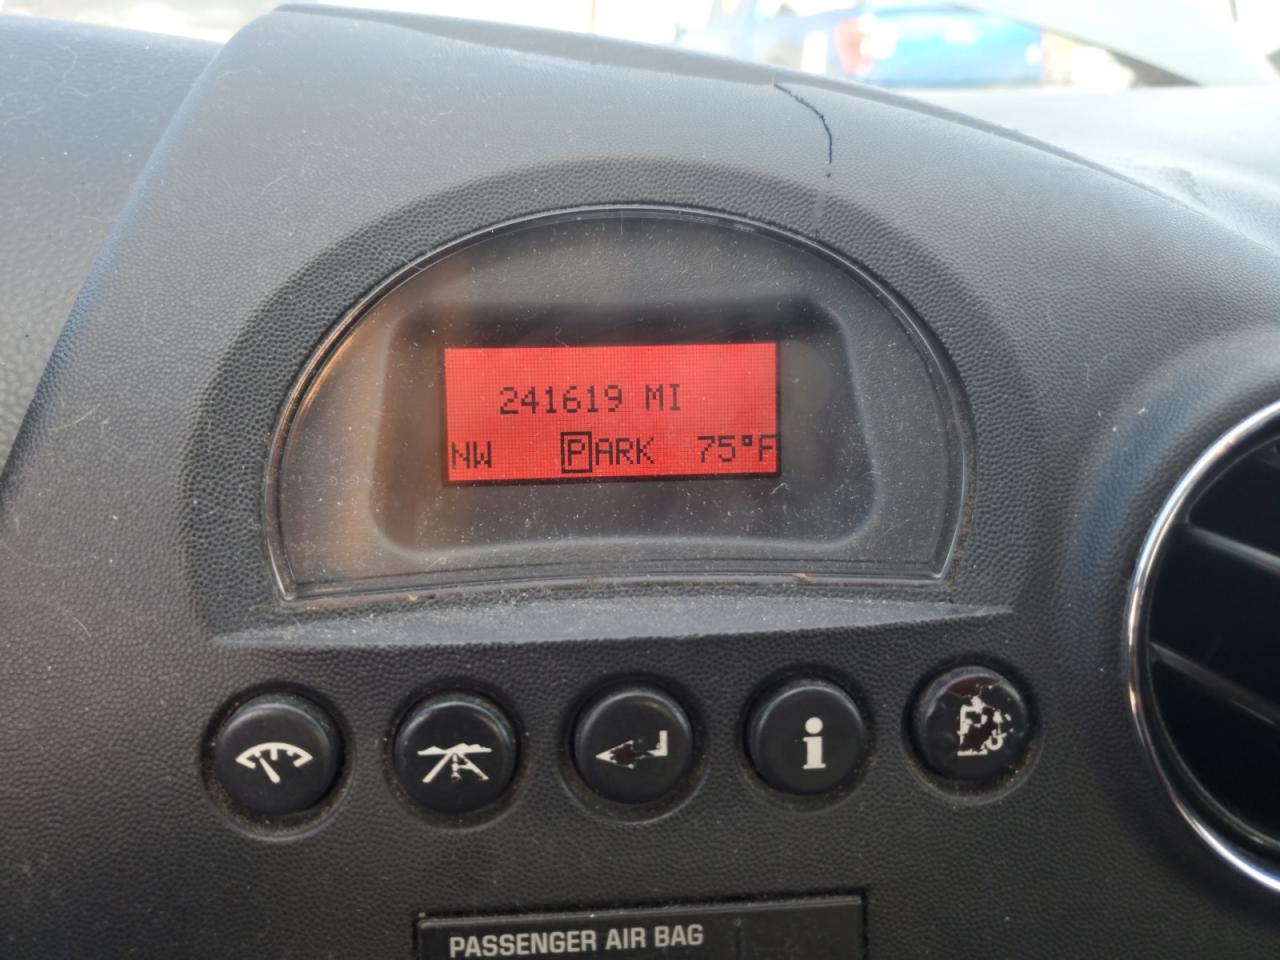 241619 MI
NW PARK 75°F
i
PASSENGER AIR BAG